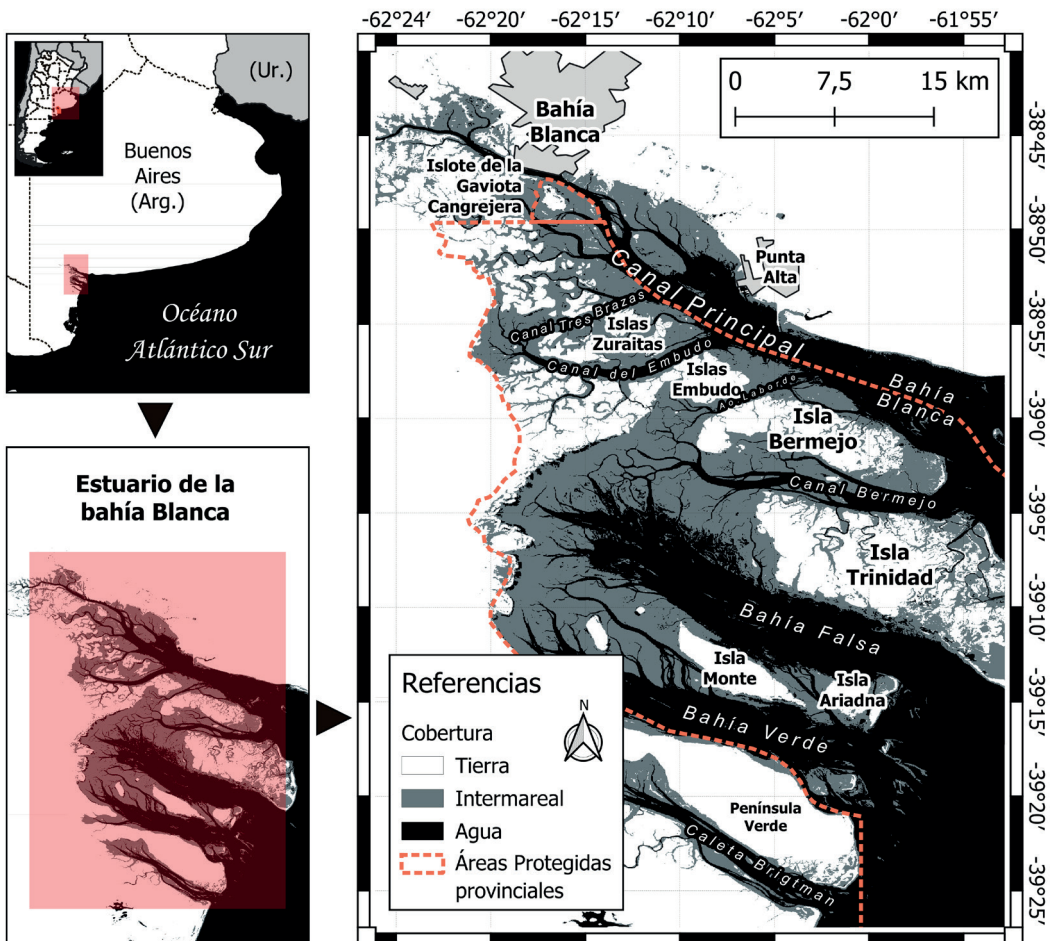 (Ur.)
Buenos
Aires
(Arg.)
Océano
Atlántico Sur
Estuario de la
bahía Blanca
-62°24′
-62°20′
-62°15′
-62°10′
-62°5′
-62°0′
-61°55′
0
7,5
15 km
-38°45′
-38°50′
-38°55′
-39°0′
-39°5′
-39°10′
-39°15′
-39°20′
-39°25′
Bahía
Blanca
Islote de la
Gaviota
Cangrejera
Punta
Alta
Canal Principal
Canal Tres Brazas
Islas
Zuraitas
Canal del Embudo
Islas
Embudo
Ao. Laborde
Bahía
Blanca
Isla
Bermejo
Canal Bermejo
Isla
Trinidad
Bahía Falsa
Isla
Monte
Isla
Ariadna
Bahía Verde
Península
Verde
Caleta Brigtman
Referencias
N
Cobertura
Tierra
Intermareal
Agua
Áreas Protegidas
provinciales